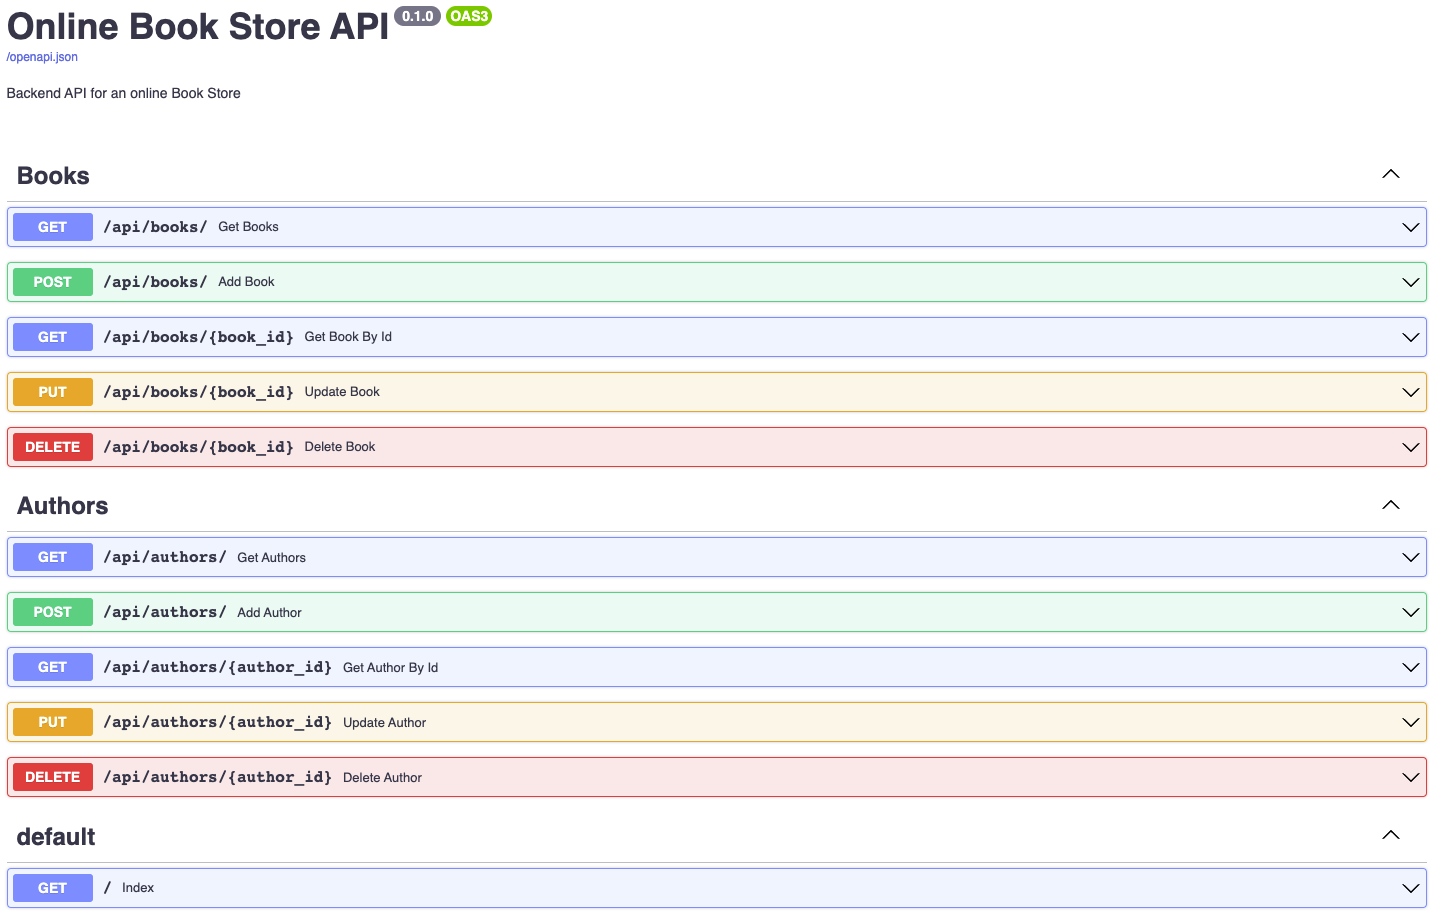 Online Book Store API 0.1.0 OAS3
/openapi.json
Backend API for an online Book Store
Books
GET /api/books/ Get Books
POST /api/books/ Add Book
GET /api/books/{book_id} Get Book By Id
PUT /api/books/{book_id} Update Book
DELETE /api/books/{book_id} Delete Book
Authors
GET /api/authors/ Get Authors
POST /api/authors/ Add Author
GET /api/authors/{author_id} Get Author By Id
PUT /api/authors/{author_id} Update Author
DELETE /api/authors/{author_id} Delete Author
default
GET / Index